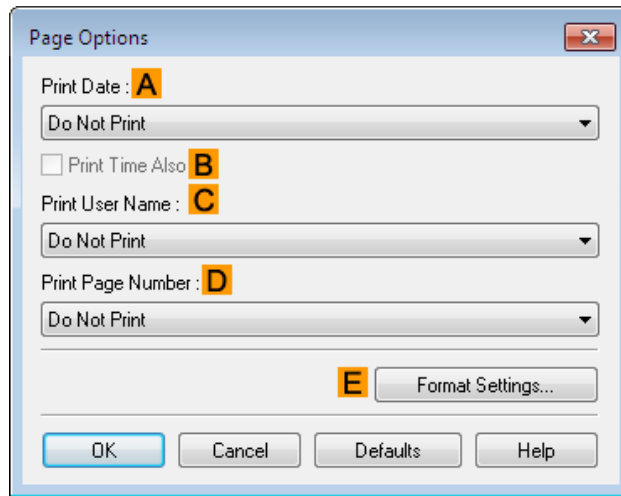 Page Options
Print Date : A
Do Not Print
Print Time Also B
Print User Name : C
Do Not Print
Print Page Number : D
Do Not Print
E Format Settings...
OK Cancel Defaults Help